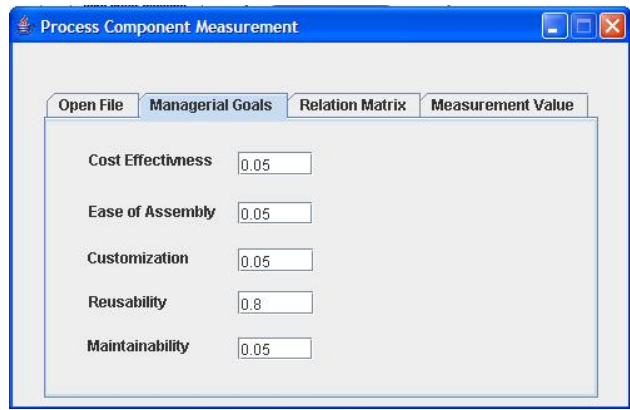 Process Component Measurement
Open File Managerial Goals Relation Matrix Measurement Value
Cost Effectivness 0.05
Ease of Assembly 0.05
Customization 0.05
Reusability 0.8
Maintainability 0.05